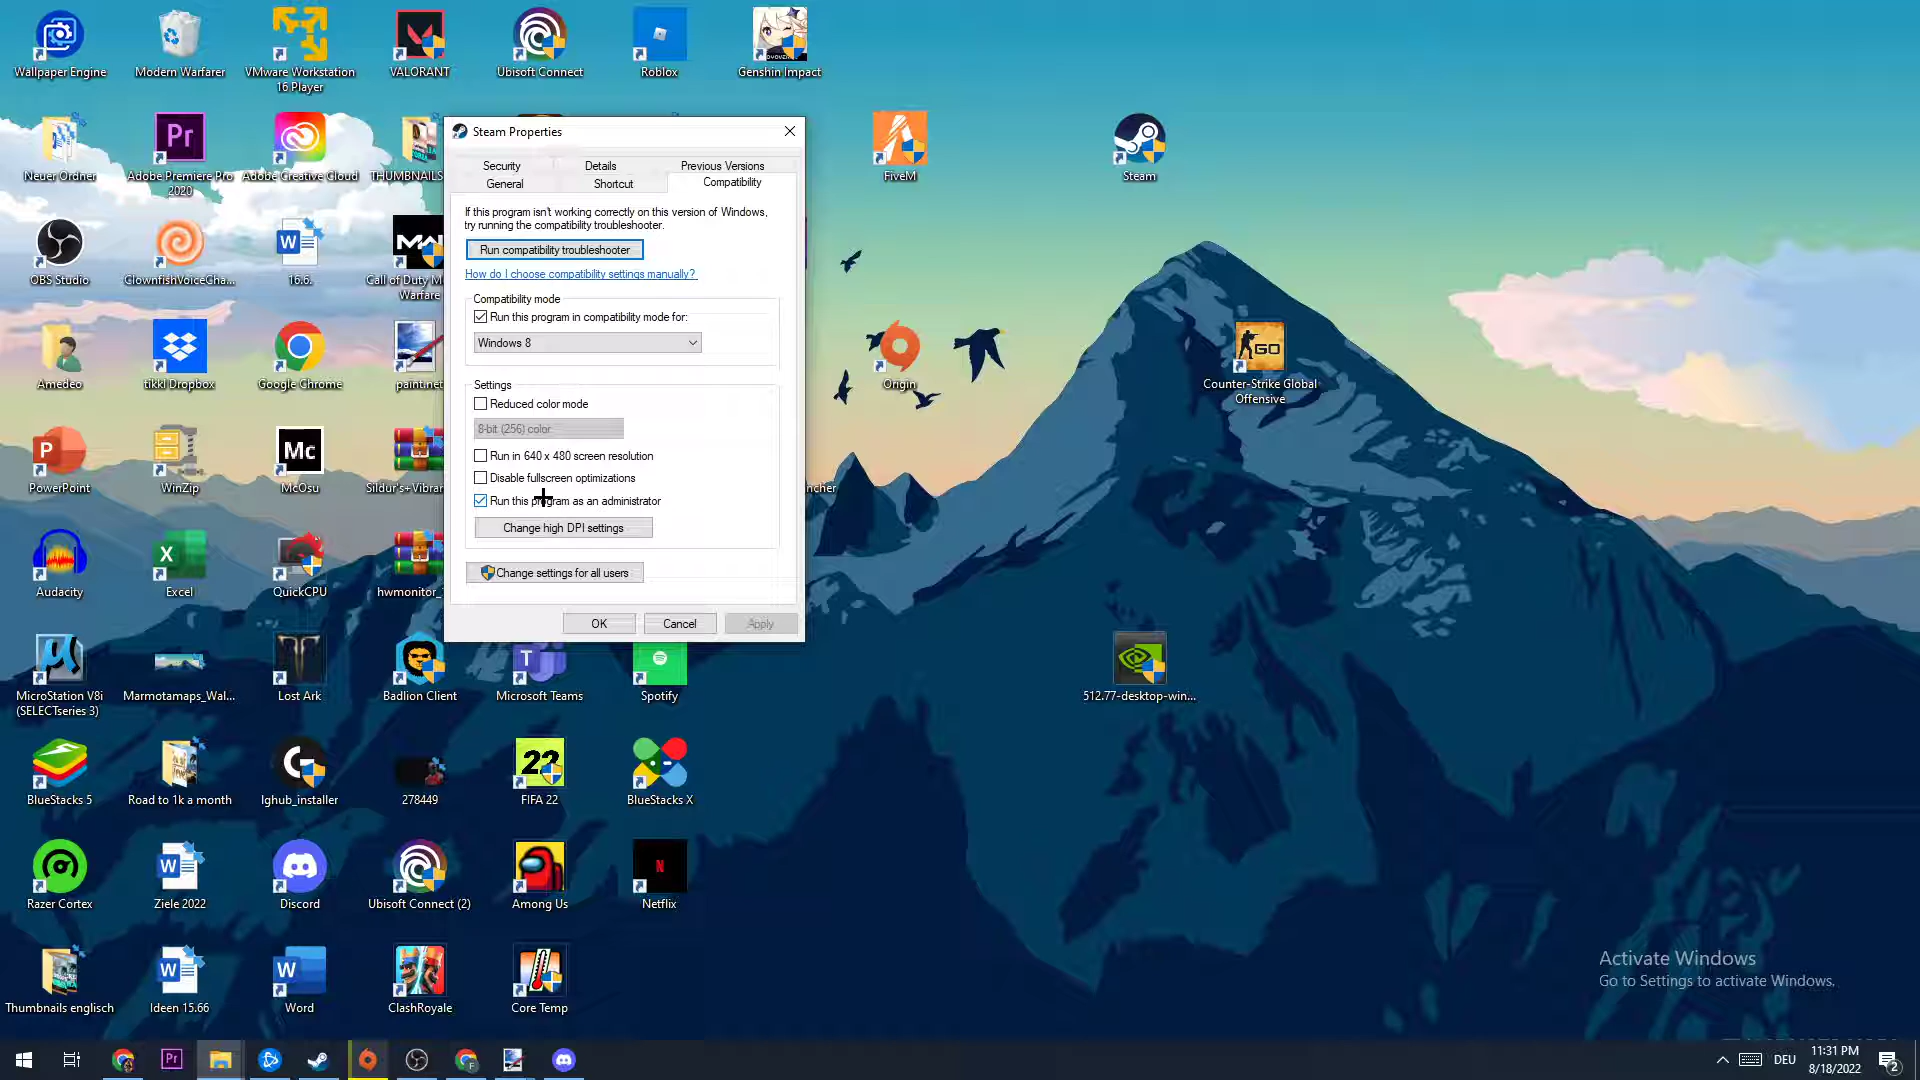 Wallpaper Engine
Modern Warfarer
VMware Workstation
16 Player
VALORANT
Ubisoft Connect
Roblox
Genshin Impact
Neuer Ordner
Adobe Premiere Pro
2020
Adobe Creative Cloud
THUMBNAILS
FiveM
Steam
OBS Studio
ClownfishVoiceCha...
16.6.
Call of Duty M
Warfare
Amedeo
tikkl Dropbox
Google Chrome
paint.net
Origin
Counter-Strike Global
Offensive
PowerPoint
WinZip
McOsu
Sildur's+Vibran
ncher
Audacity
Excel
QuickCPU
hwmonitor_
MicroStation V8i
(SELECTseries 3)
Marmotamaps_Wal...
Lost Ark
Badlion Client
Microsoft Teams
Spotify
512.77-desktop-win...
BlueStacks 5
Road to 1k a month
lghub_installer
278449
FIFA 22
BlueStacks X
Razer Cortex
Ziele 2022
Discord
Ubisoft Connect (2)
Among Us
Netflix
Thumbnails englisch
Ideen 15.66
Word
ClashRoyale
Core Temp
Steam Properties
Security
Details
Previous Versions
General
Shortcut
Compatibility
If this program isn't working correctly on this version of Windows,
try running the compatibility troubleshooter.
Run compatibility troubleshooter
How do I choose compatibility settings manually?
Compatibility mode
Run this program in compatibility mode for:
Windows 8
Settings
Reduced color mode
8-bit (256) color
Run in 640 x 480 screen resolution
Disable fullscreen optimizations
Run this program as an administrator
Change high DPI settings
Change settings for all users
OK
Cancel
Apply
Activate Windows
Go to Settings to activate Windows.
DEU
11:31 PM
8/18/2022
2